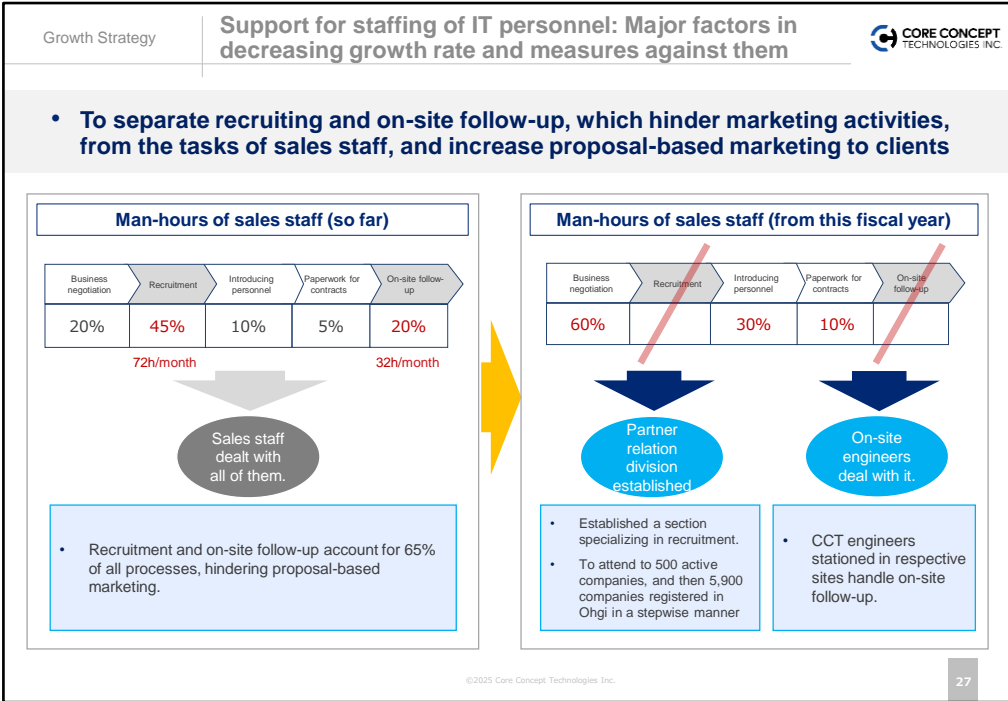 Growth Strategy
Support for staffing of IT personnel: Major factors in
decreasing growth rate and measures against them
CORE CONCEPT
TECHNOLOGIES INC.
• To separate recruiting and on-site follow-up, which hinder marketing activities,
from the tasks of sales staff, and increase proposal-based marketing to clients
Man-hours of sales staff (so far)
Business
negotiation
Recruitment
Introducing
personnel
Paperwork for
contracts
On-site follow-
up
20%
45%
10%
5%
20%
72h/month
32h/month
Sales staff
dealt with
all of them.
• Recruitment and on-site follow-up account for 65%
of all processes, hindering proposal-based
marketing.
Man-hours of sales staff (from this fiscal year)
Business
negotiation
Recruitment
Introducing
personnel
Paperwork for
contracts
On-site
follow-up
60%
30%
10%
Partner
relation
division
established
On-site
engineers
deal with it.
• Established a section
specializing in recruitment.
• To attend to 500 active
companies, and then 5,900
companies registered in
Ohgi in a stepwise manner
• CCT engineers
stationed in respective
sites handle on-site
follow-up.
©2025 Core Concept Technologies Inc.
27